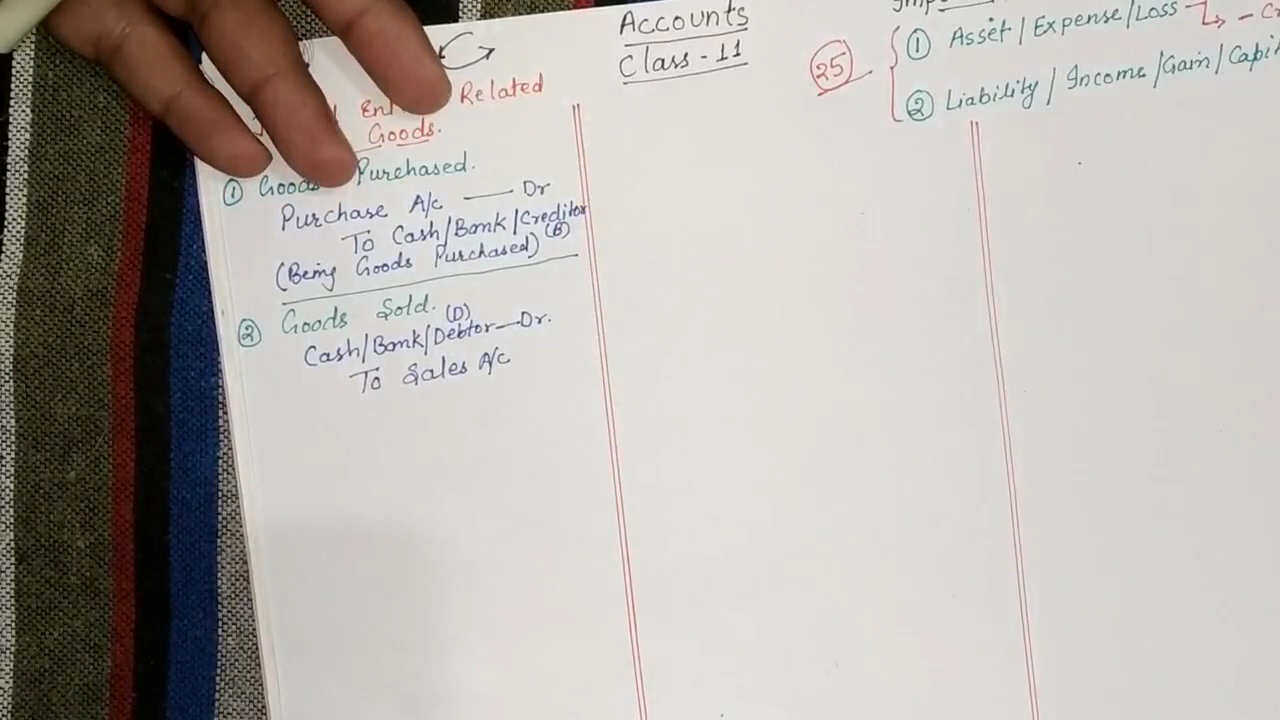 Accounts
Class - 11
Related
Goods.
① Goods Purchased.
Purchase A/c —— Dr
To Cash/Bank/Creditor
(B)
(Being Goods Purchased)
② Goods Sold.
(D)
Cash/Bank/Debtor—Dr.
To Sales A/c
25
① Asset/Expense/Loss
② Liability/Income/Gain/